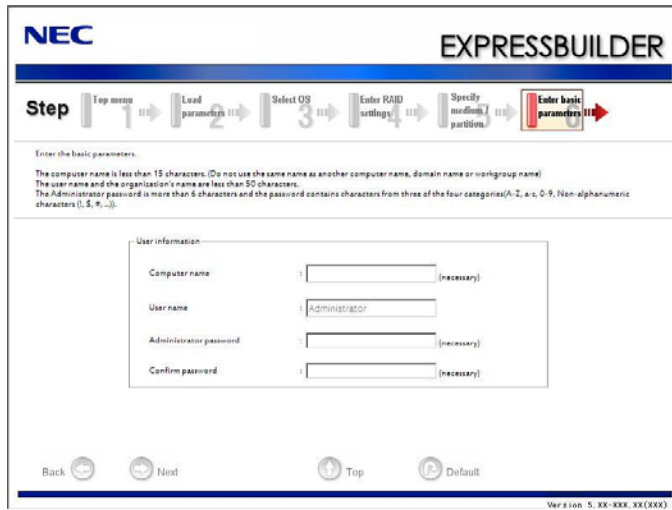 NEC
EXPRESSBUILDER
Step
Top menu 1
Load parameters 2
Select OS 3
Enter RAID settings 4
Specify medium / partition 5
Enter basic parameters 6
Enter the basic parameters.
The computer name is less than 15 characters. (Do not use the same name as another computer name, domain name or workgroup name)
The user name and the organization's name are less than 50 characters.
The Administrator password is more than 6 characters and the password contains characters from three of the four categories(A-Z, a-z, 0-9, Non-alphanumeric
characters (!, $, #, ...)).
User information
Computer name : (necessary)
User name : Administrator
Administrator password : (necessary)
Confirm password : (necessary)
Back Next Top Default
Version 5.XX-XXX.XX(XXX)